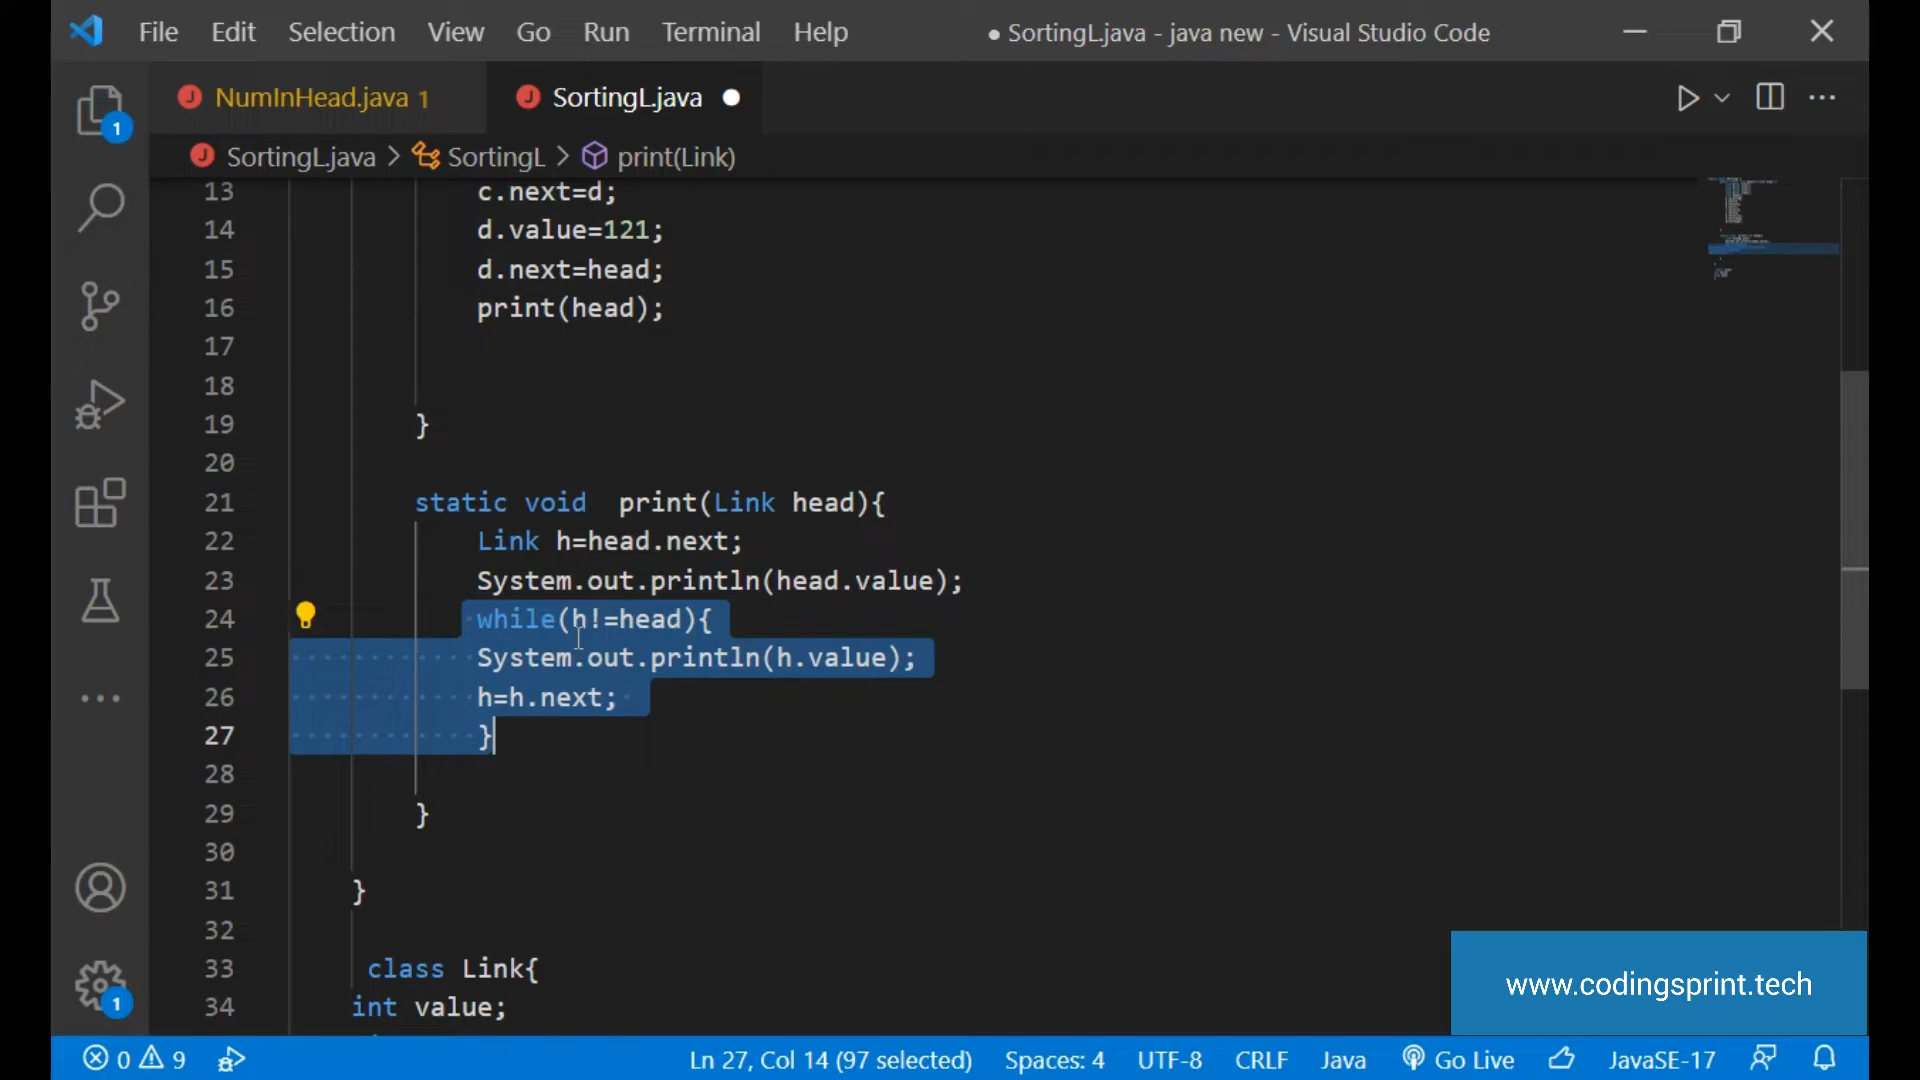 File Edit Selection View Go Run Terminal Help ● SortingL.java - java new - Visual Studio Code
J NumInHead.java 1 J SortingL.java
1
J SortingL.java > SortingL > print(Link)
13 c.next=d;
14 d.value=121;
15 d.next=head;
16 print(head);
17
18
19 }
20
21 static void  print(Link head){
22 Link h=head.next;
23 System.out.println(head.value);
24 while(h!=head){
25 System.out.println(h.value);
26 h=h.next;
27 }
28
29 }
30
31 }
32
33 class Link{
34 int value;
www.codingsprint.tech
1
0 9 Ln 27, Col 14 (97 selected) Spaces: 4 UTF-8 CRLF Java Go Live JavaSE-17